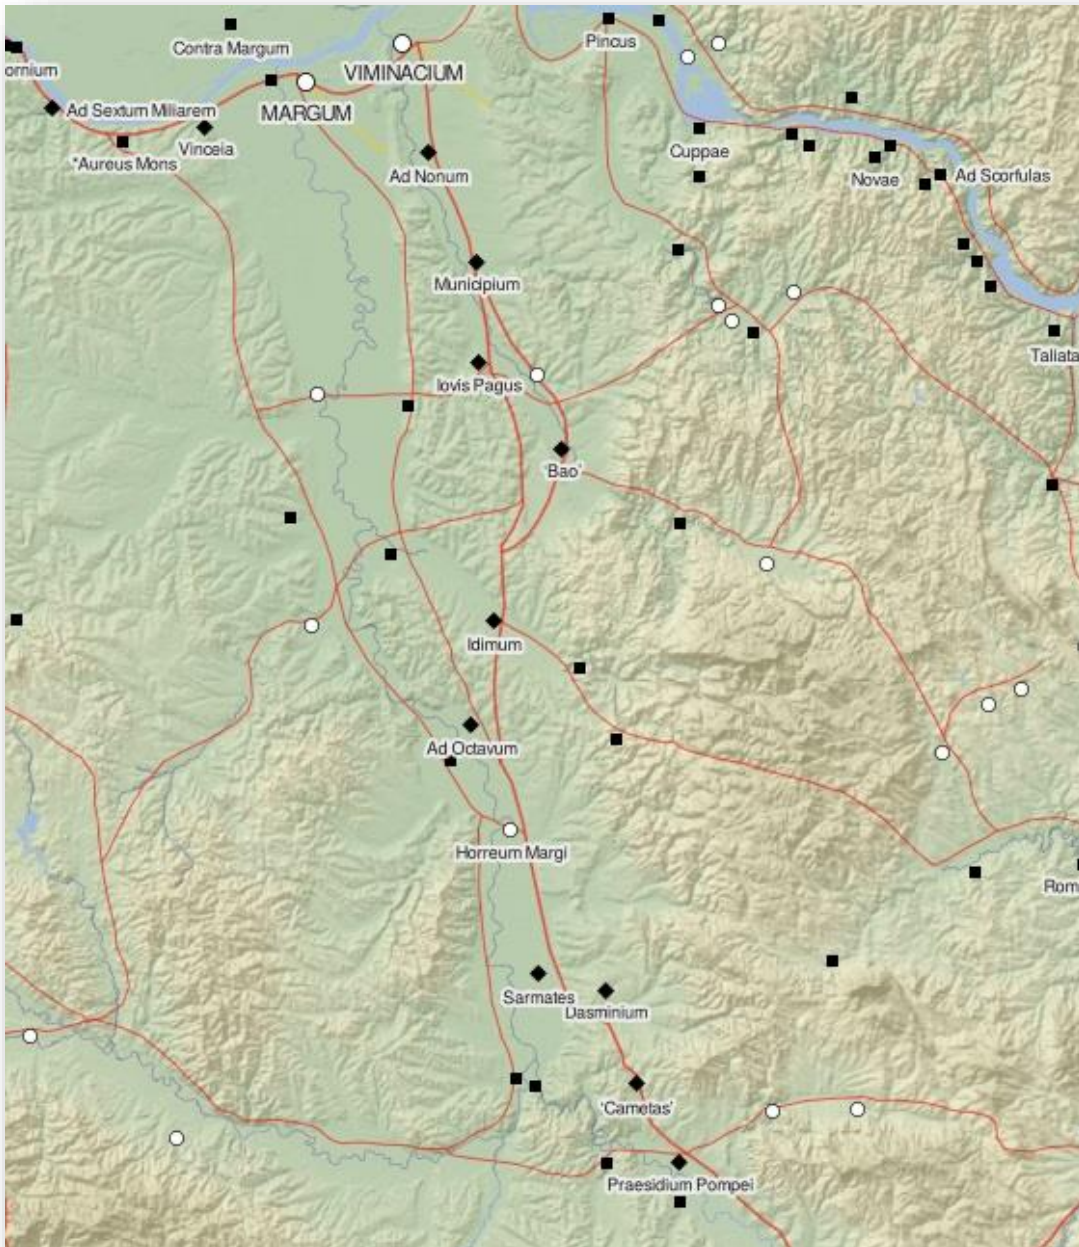 Pincus
Contra Margum
VIMINACIUM
ornium
Ad Sextum Miliarem
MARGUM
Vinceia
Cuppae
*Aureus Mons
Ad Nonum
Novae
Ad Scorfulas
Municipium
Taliata
Iovis Pagus
'Bao'
Idimum
Ad Octavum
Horreum Margi
Rom
Sarmates
Dasminium
'Cametas'
Praesidium Pompei